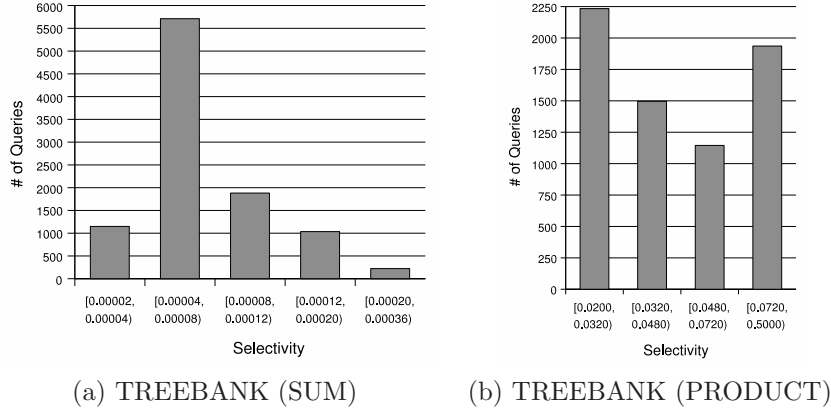 6000
5500
5000
4500
4000
3500
3000
2500
2000
1500
1000
500
0
# of Queries
[0.00002, [0.00004, [0.00008, [0.00012, [0.00020,
0.00004) 0.00008) 0.00012) 0.00020) 0.00036)
Selectivity
(a) TREEBANK (SUM)
2250
2000
1750
1500
1250
1000
750
500
250
0
# of Queries
[0.0200, [0.0320, [0.0480, [0.0720,
0.0320) 0.0480) 0.0720) 0.5000)
Selectivity
(b) TREEBANK (PRODUCT)